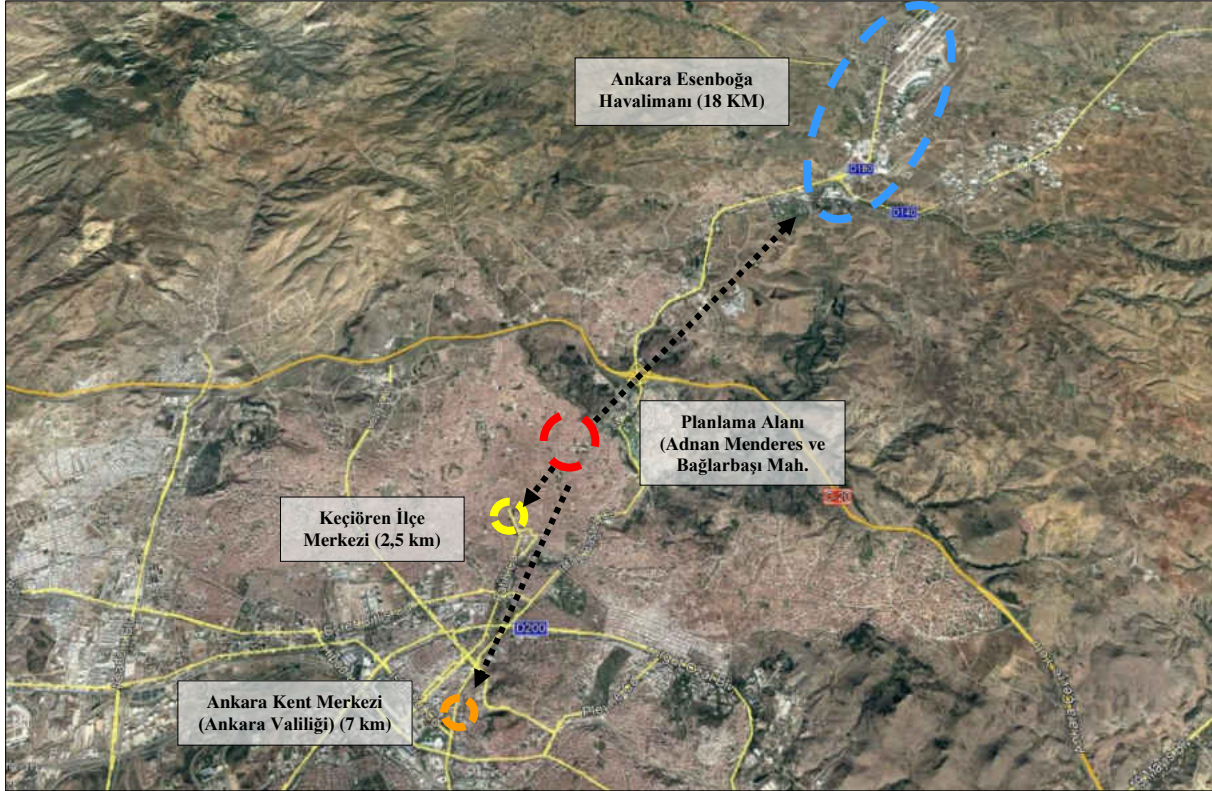 Ankara Esenboğa
Havalimanı (18 KM)
D180
D140
Planlama Alanı
(Adnan Menderes ve
Bağlarbaşı Mah.
Keçiören İlçe
Merkezi (2,5 km)
D200
Ankara Kent Merkezi
(Ankara Valiliği) (7 km)